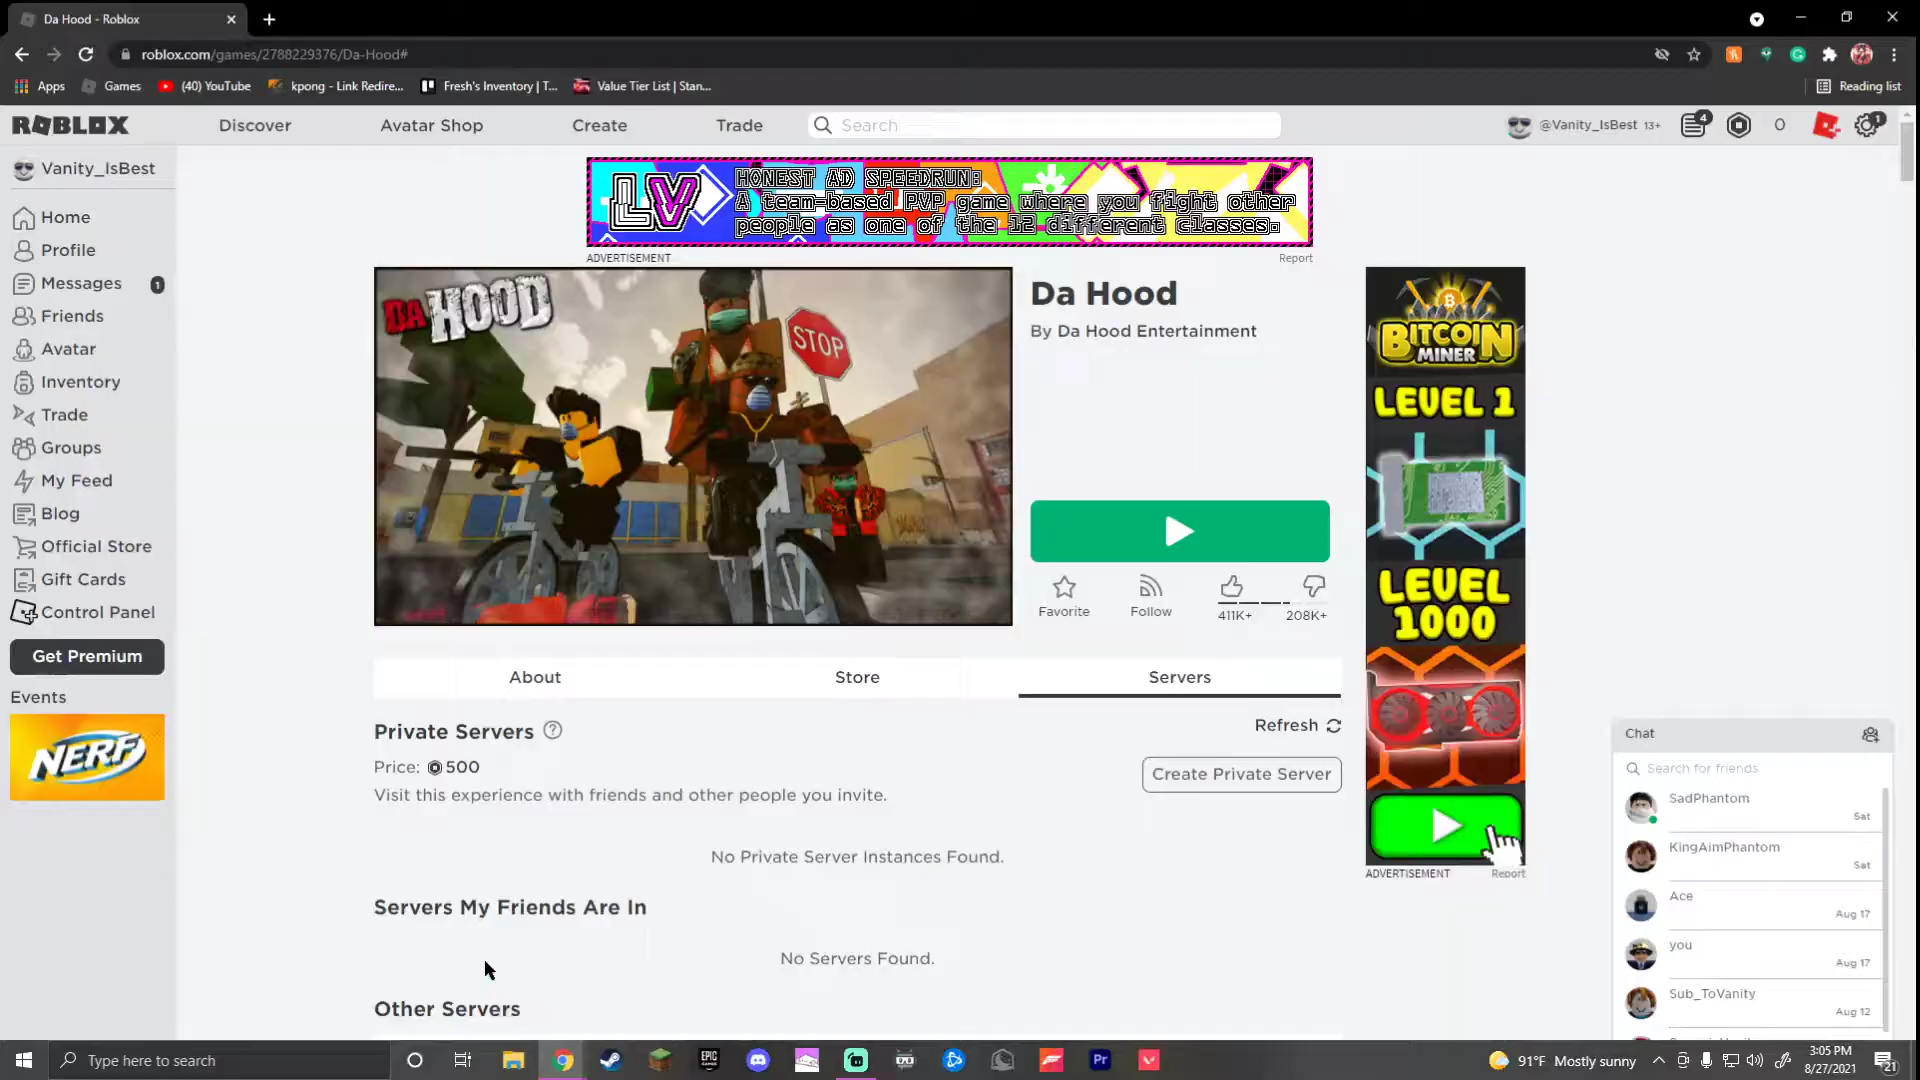 Da Hood - Roblox
roblox.com/games/2788229376/Da-Hood#
Apps
Games
(40) YouTube
kpong - Link Redire...
Fresh's Inventory | T...
Value Tier List | Stan...
Reading list
ROBLOX
Discover
Avatar Shop
Create
Trade
Search
@Vanity_IsBest 13+
4
0
1
Vanity_IsBest
Home
Profile
Messages
1
Friends
Avatar
Inventory
Trade
Groups
My Feed
Blog
Official Store
Gift Cards
Control Panel
Get Premium
Events
NERF
LV
HONEST AD SPEEDRUN:
A team-based PVP game where you fight other
people as one of the 12 different classes.
ADVERTISEMENT
Report
DA HOOD
STOP
Da Hood
By Da Hood Entertainment
Favorite
Follow
411K+
208K+
About
Store
Servers
Private Servers
Refresh
Price: 500
Create Private Server
Visit this experience with friends and other people you invite.
No Private Server Instances Found.
Servers My Friends Are In
No Servers Found.
Other Servers
BITCOIN
MINER
LEVEL 1
LEVEL
1000
ADVERTISEMENT
Report
Chat
Search for friends
SadPhantom
Sat
KingAimPhantom
Sat
Ace
Aug 17
you
Aug 17
Sub_ToVanity
Aug 12
Type here to search
EPIC
GAMES
Pr
91°F Mostly sunny
3:05 PM
8/27/2021
21